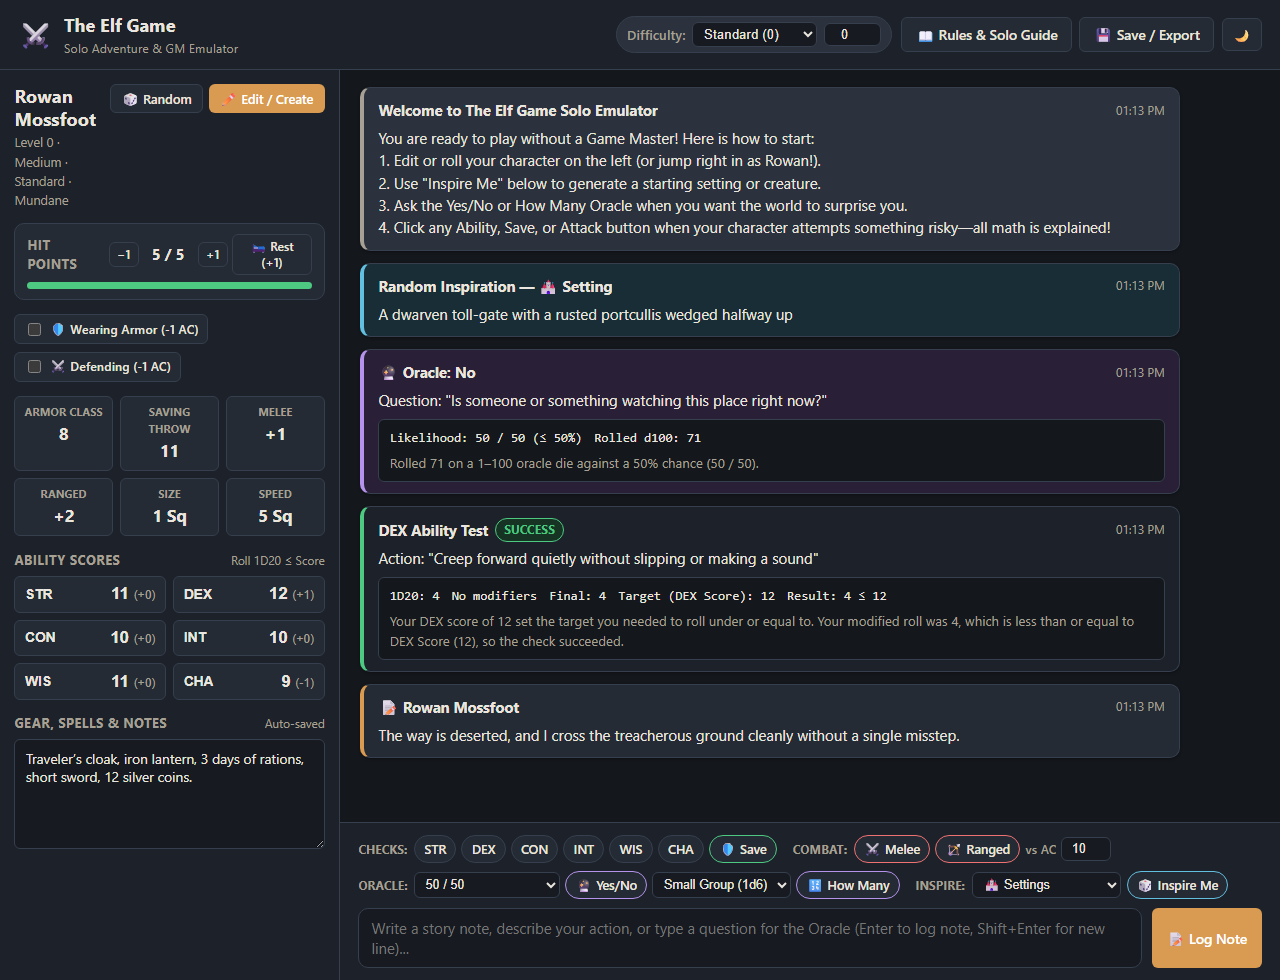 The Elf Game
Solo Adventure & GM Emulator
Difficulty: Standard (0) 0
Rules & Solo Guide
Save / Export
Rowan Mossfoot
Random
Edit / Create
Level 0 ·
Medium ·
Standard ·
Mundane
HIT POINTS
−1
5 / 5
+1
Rest (+1)
Wearing Armor (-1 AC)
Defending (-1 AC)
ARMOR CLASS
8
SAVING THROW
11
MELEE
+1
RANGED
+2
SIZE
1 Sq
SPEED
5 Sq
ABILITY SCORES
Roll 1D20 ≤ Score
STR 11 (+0)
DEX 12 (+1)
CON 10 (+0)
INT 10 (+0)
WIS 11 (+0)
CHA 9 (-1)
GEAR, SPELLS & NOTES
Auto-saved
Traveler's cloak, iron lantern, 3 days of rations,
short sword, 12 silver coins.
Welcome to The Elf Game Solo Emulator
01:13 PM
You are ready to play without a Game Master! Here is how to start:
1. Edit or roll your character on the left (or jump right in as Rowan!).
2. Use "Inspire Me" below to generate a starting setting or creature.
3. Ask the Yes/No or How Many Oracle when you want the world to surprise you.
4. Click any Ability, Save, or Attack button when your character attempts something risky—all math is explained!
Random Inspiration — Setting
01:13 PM
A dwarven toll-gate with a rusted portcullis wedged halfway up
Oracle: No
01:13 PM
Question: "Is someone or something watching this place right now?"
Likelihood: 50 / 50 (≤ 50%) Rolled d100: 71
Rolled 71 on a 1–100 oracle die against a 50% chance (50 / 50).
DEX Ability Test SUCCESS
01:13 PM
Action: "Creep forward quietly without slipping or making a sound"
1D20: 4 No modifiers Final: 4 Target (DEX Score): 12 Result: 4 ≤ 12
Your DEX score of 12 set the target you needed to roll under or equal to. Your modified roll was 4, which is less than or equal to
DEX Score (12), so the check succeeded.
Rowan Mossfoot
01:13 PM
The way is deserted, and I cross the treacherous ground cleanly without a single misstep.
CHECKS: STR DEX CON INT WIS CHA Save COMBAT: Melee Ranged vs AC 10
ORACLE: 50 / 50 Yes/No Small Group (1d6) How Many INSPIRE: Settings Inspire Me
Write a story note, describe your action, or type a question for the Oracle (Enter to log note, Shift+Enter for new
line)...
Log Note